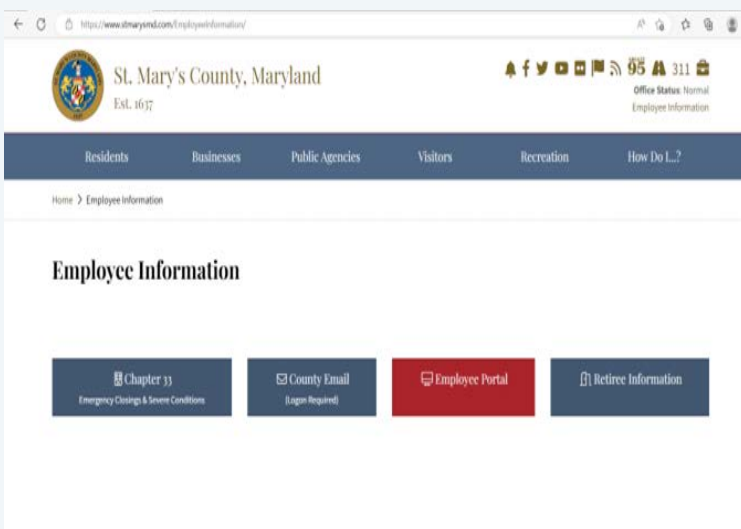 https://www.stmarysmd.com/Employeeinformation/
St. Mary's County, Maryland
Est. 1637
95 311
Office Status: Normal
Employee Information
Residents Businesses Public Agencies Visitors Recreation How Do I...?
Home > Employee Information
Employee Information
Chapter 33 County Email Employee Portal Retiree Information
Emergency Closings & Severe Conditions (Logon Required)